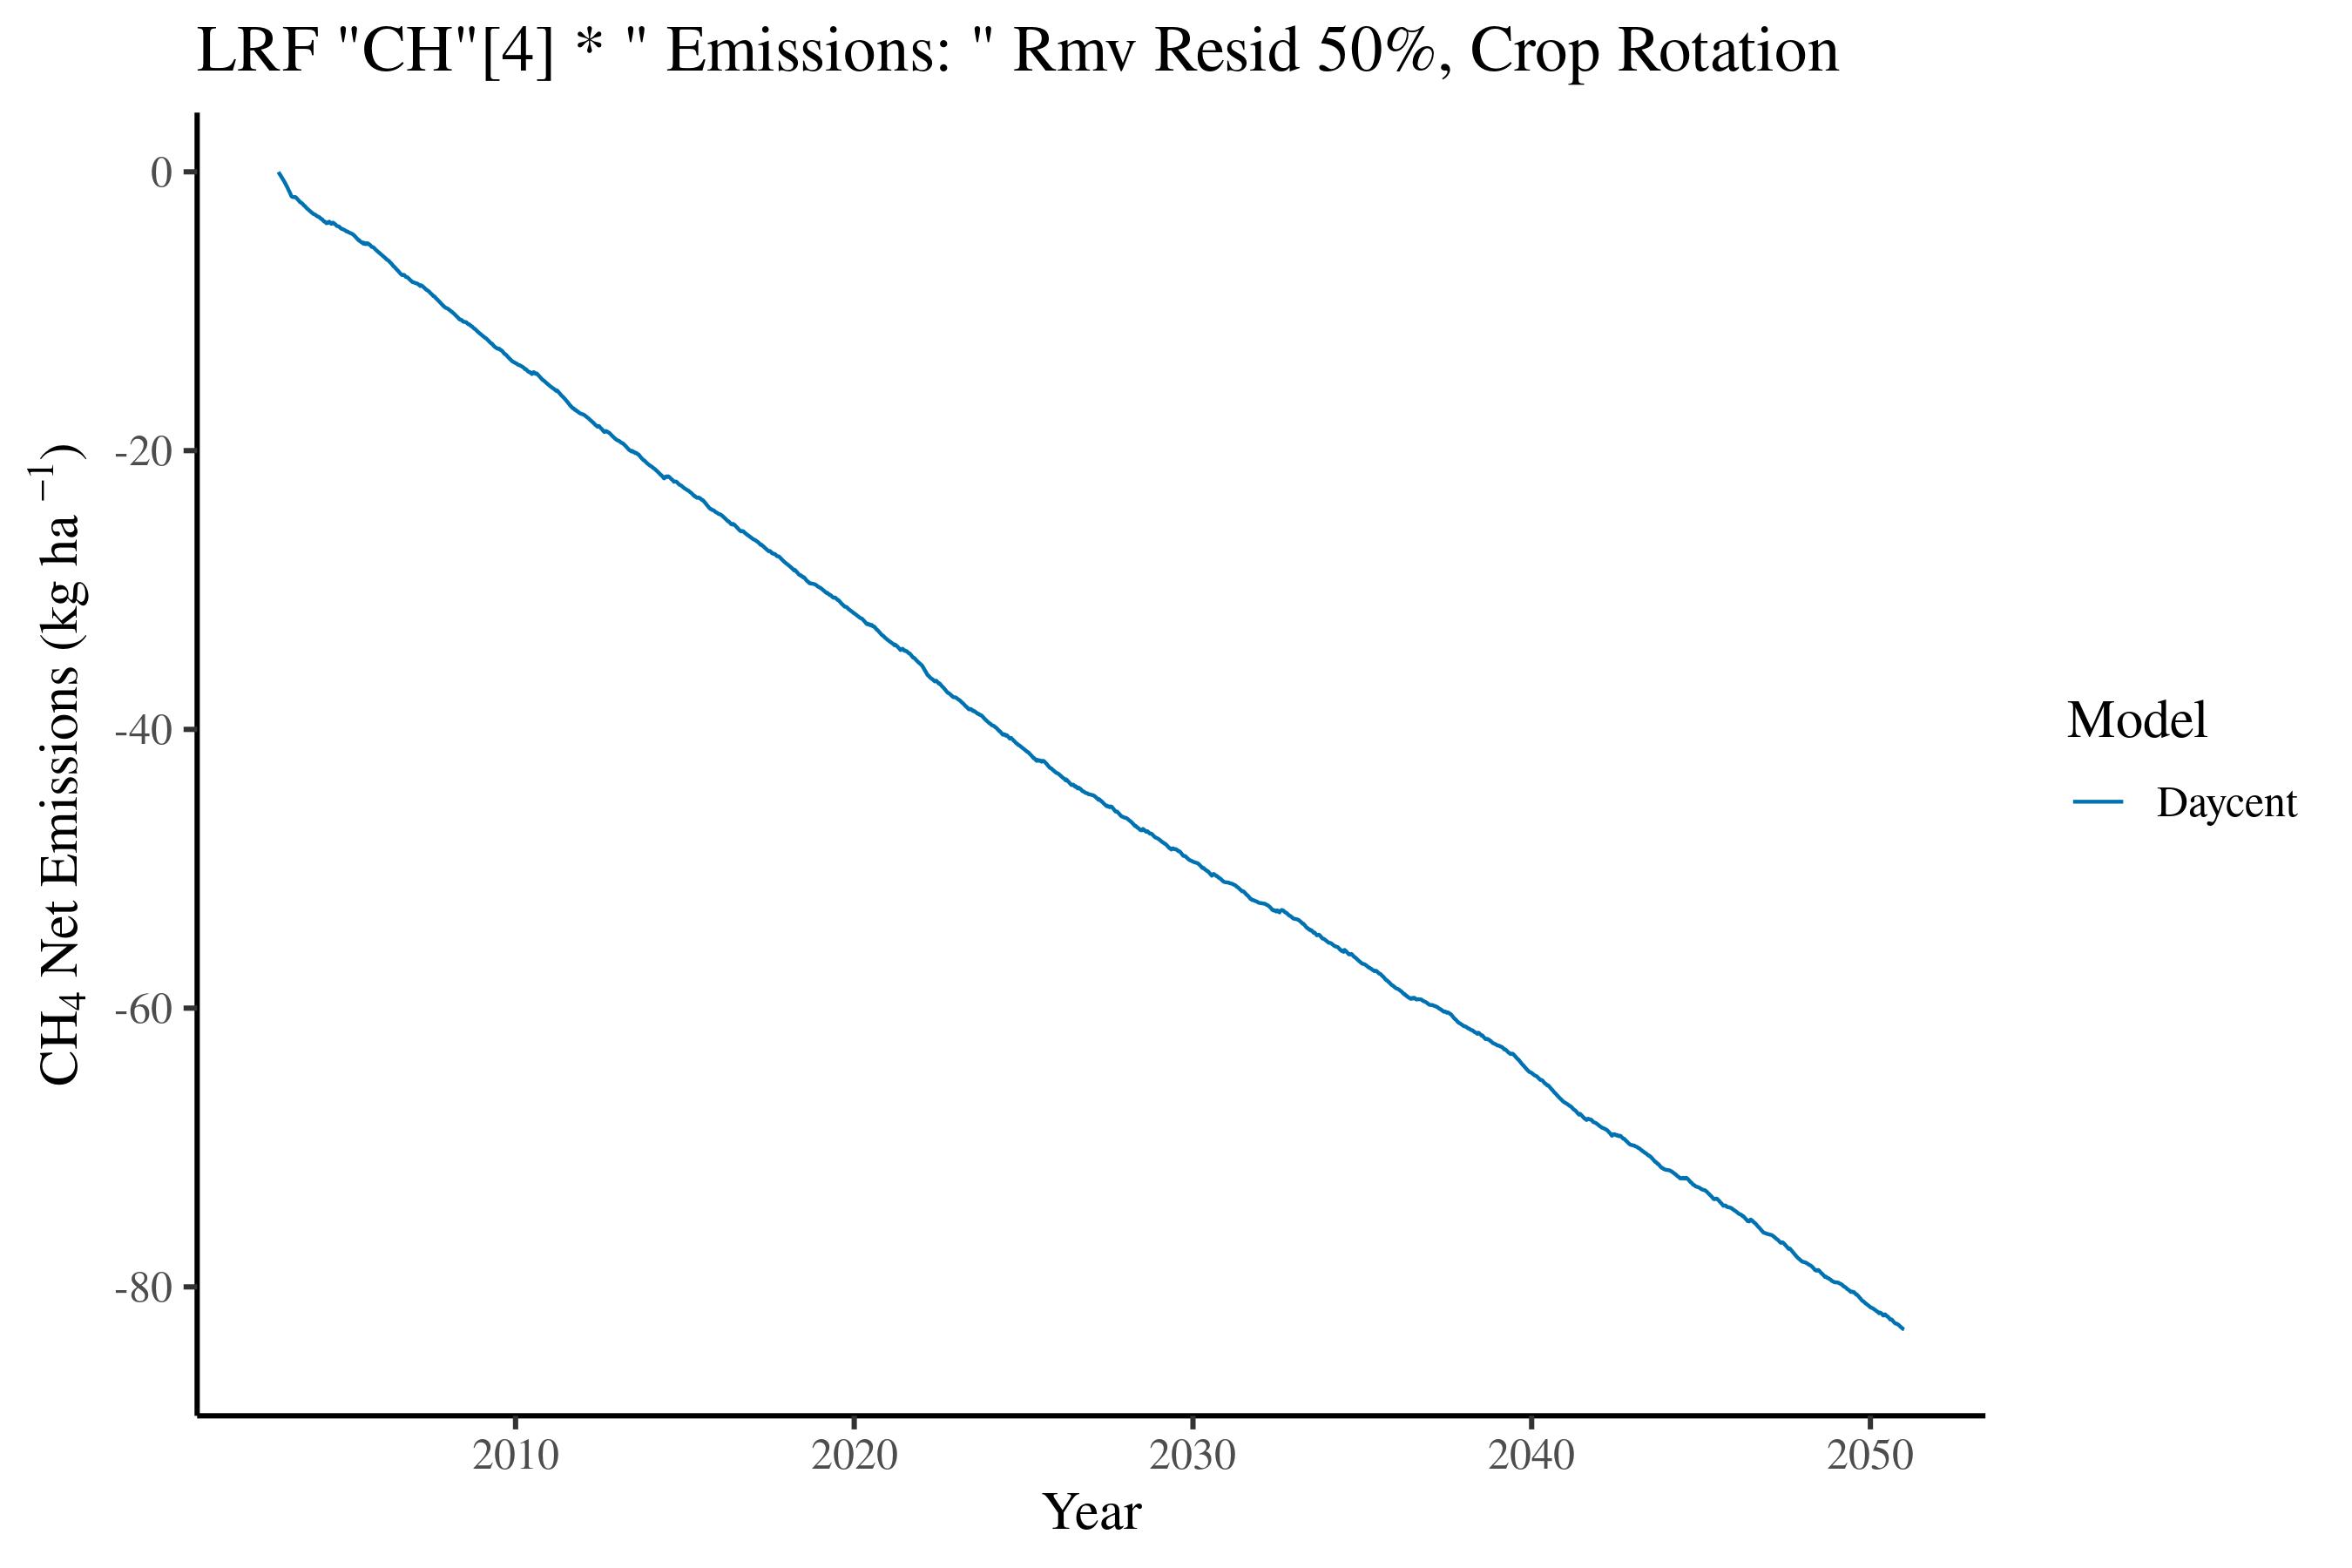 LRF "CH"[4] * " Emissions: " Rmv Resid 50%, Crop Rotation
CH₄ Net Emissions (kg ha ⁻¹)
0
-20
-40
-60
-80
2010 2020 2030 2040 2050
Year
Model
Daycent